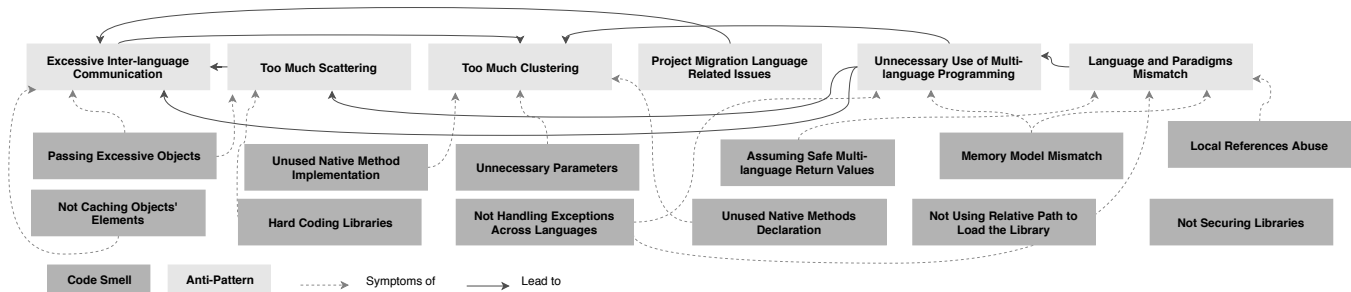 Excessive Inter-language
Communication
Too Much Scattering
Too Much Clustering
Project Migration Language
Related Issues
Unnecessary Use of Multi-
language Programming
Language and Paradigms
Mismatch
Passing Excessive Objects
Unused Native Method
Implementation
Unnecessary Parameters
Assuming Safe Multi-
language Return Values
Memory Model Mismatch
Local References Abuse
Not Caching Objects'
Elements
Hard Coding Libraries
Not Handling Exceptions
Across Languages
Unused Native Methods
Declaration
Not Using Relative Path to
Load the Library
Not Securing Libraries
Code Smell
Anti-Pattern
Symptoms of
Lead to